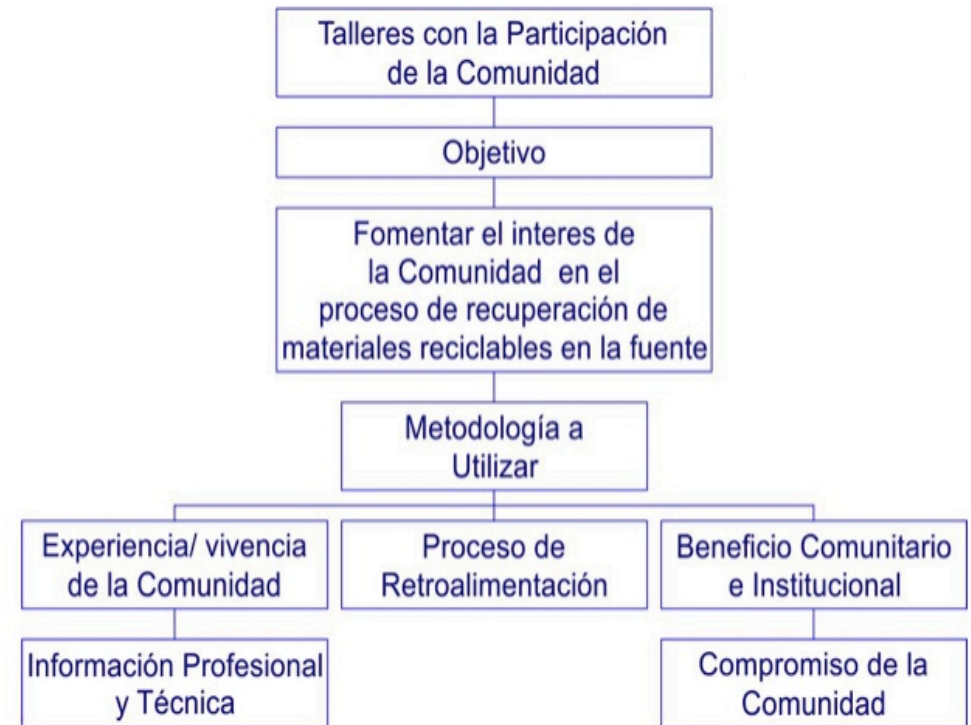 Talleres con la Participación
de la Comunidad
Objetivo
Fomentar el interes de
la Comunidad en el
proceso de recuperación de
materiales reciclables en la fuente
Metodología a
Utilizar
Experiencia/ vivencia
de la Comunidad
Proceso de
Retroalimentación
Beneficio Comunitario
e Institucional
Información Profesional
y Técnica
Compromiso de la
Comunidad